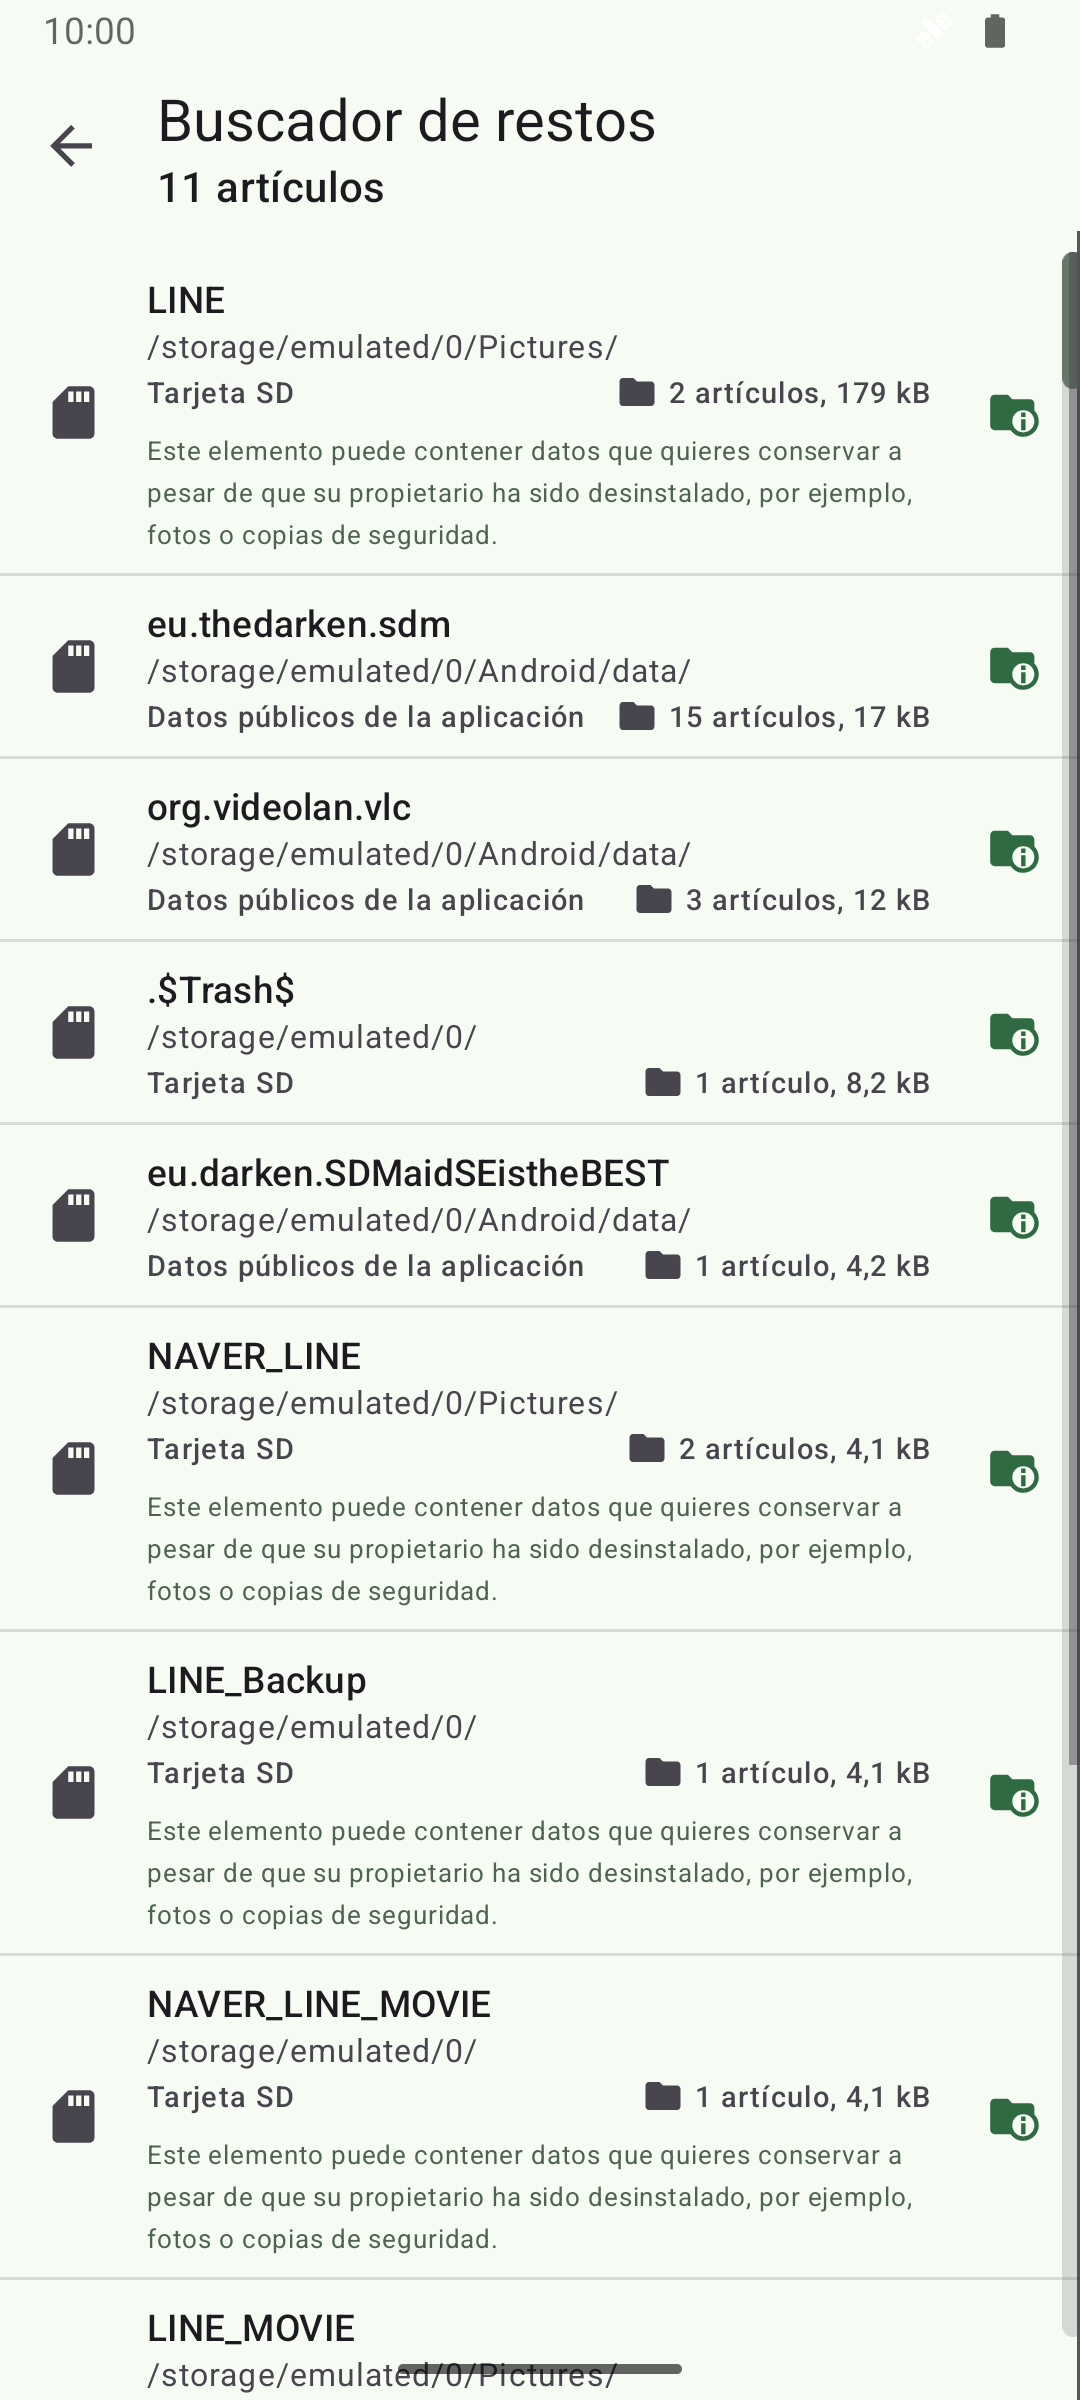 10:00
Buscador de restos
11 artículos
LINE
/storage/emulated/0/Pictures/
Tarjeta SD
2 artículos, 179 kB
Este elemento puede contener datos que quieres conservar a
pesar de que su propietario ha sido desinstalado, por ejemplo,
fotos o copias de seguridad.
eu.thedarken.sdm
/storage/emulated/0/Android/data/
Datos públicos de la aplicación
15 artículos, 17 kB
org.videolan.vlc
/storage/emulated/0/Android/data/
Datos públicos de la aplicación
3 artículos, 12 kB
.$Trash$
/storage/emulated/0/
Tarjeta SD
1 artículo, 8,2 kB
eu.darken.SDMaidSEistheBEST
/storage/emulated/0/Android/data/
Datos públicos de la aplicación
1 artículo, 4,2 kB
NAVER_LINE
/storage/emulated/0/Pictures/
Tarjeta SD
2 artículos, 4,1 kB
Este elemento puede contener datos que quieres conservar a
pesar de que su propietario ha sido desinstalado, por ejemplo,
fotos o copias de seguridad.
LINE_Backup
/storage/emulated/0/
Tarjeta SD
1 artículo, 4,1 kB
Este elemento puede contener datos que quieres conservar a
pesar de que su propietario ha sido desinstalado, por ejemplo,
fotos o copias de seguridad.
NAVER_LINE_MOVIE
/storage/emulated/0/
Tarjeta SD
1 artículo, 4,1 kB
Este elemento puede contener datos que quieres conservar a
pesar de que su propietario ha sido desinstalado, por ejemplo,
fotos o copias de seguridad.
LINE_MOVIE
/storage/emulated/0/Pictures/